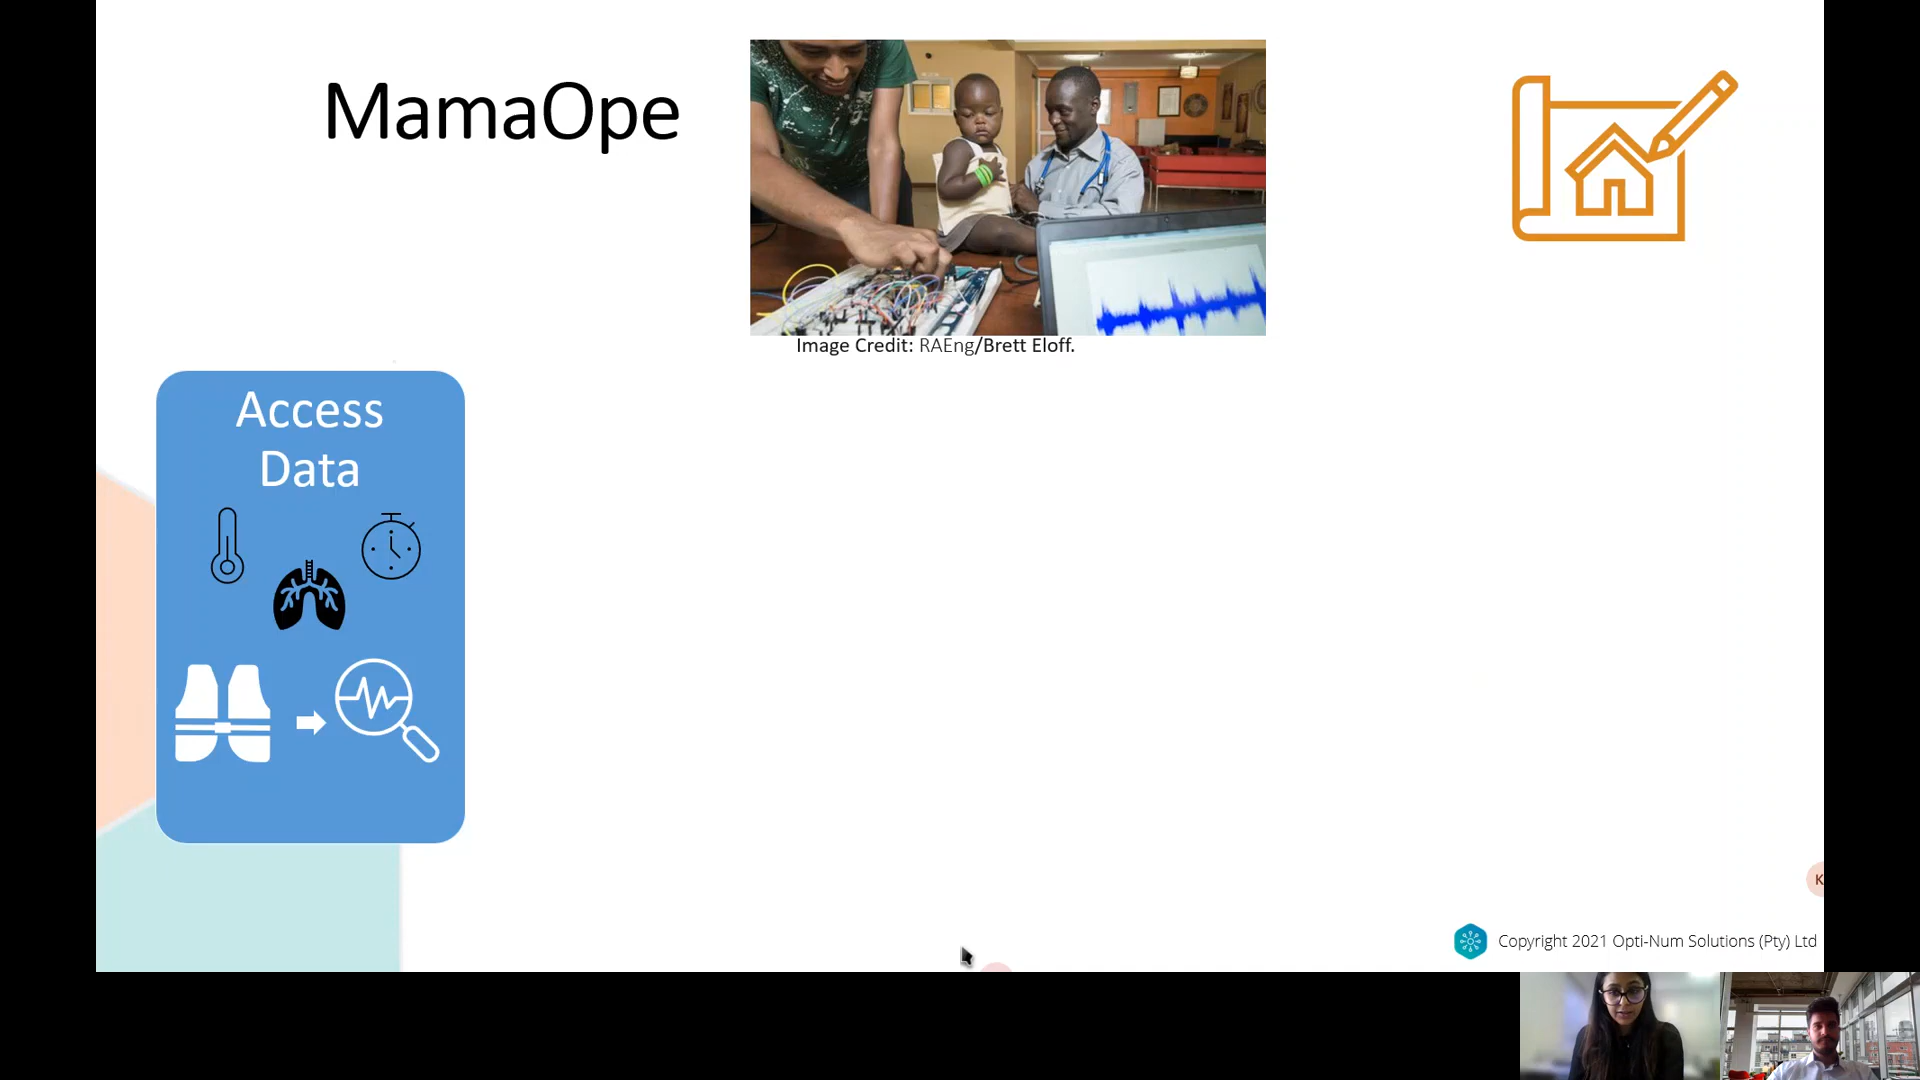 MamaOpe
Image Credit: RAEng/Brett Eloff.
Access
Data
K
Copyright 2021 Opti-Num Solutions (Pty) Ltd